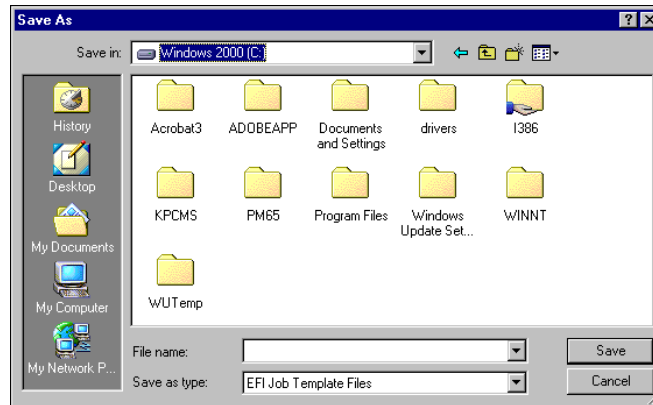 Save As
Save in:
Windows 2000 (C:)
History
Desktop
My Documents
My Computer
My Network P...
Acrobat3
ADOBEAPP
Documents
and Settings
drivers
I386
KPCMS
PM65
Program Files
Windows
Update Set...
WINNT
WUTemp
File name:
Save
Save as type:
EFI Job Template Files
Cancel